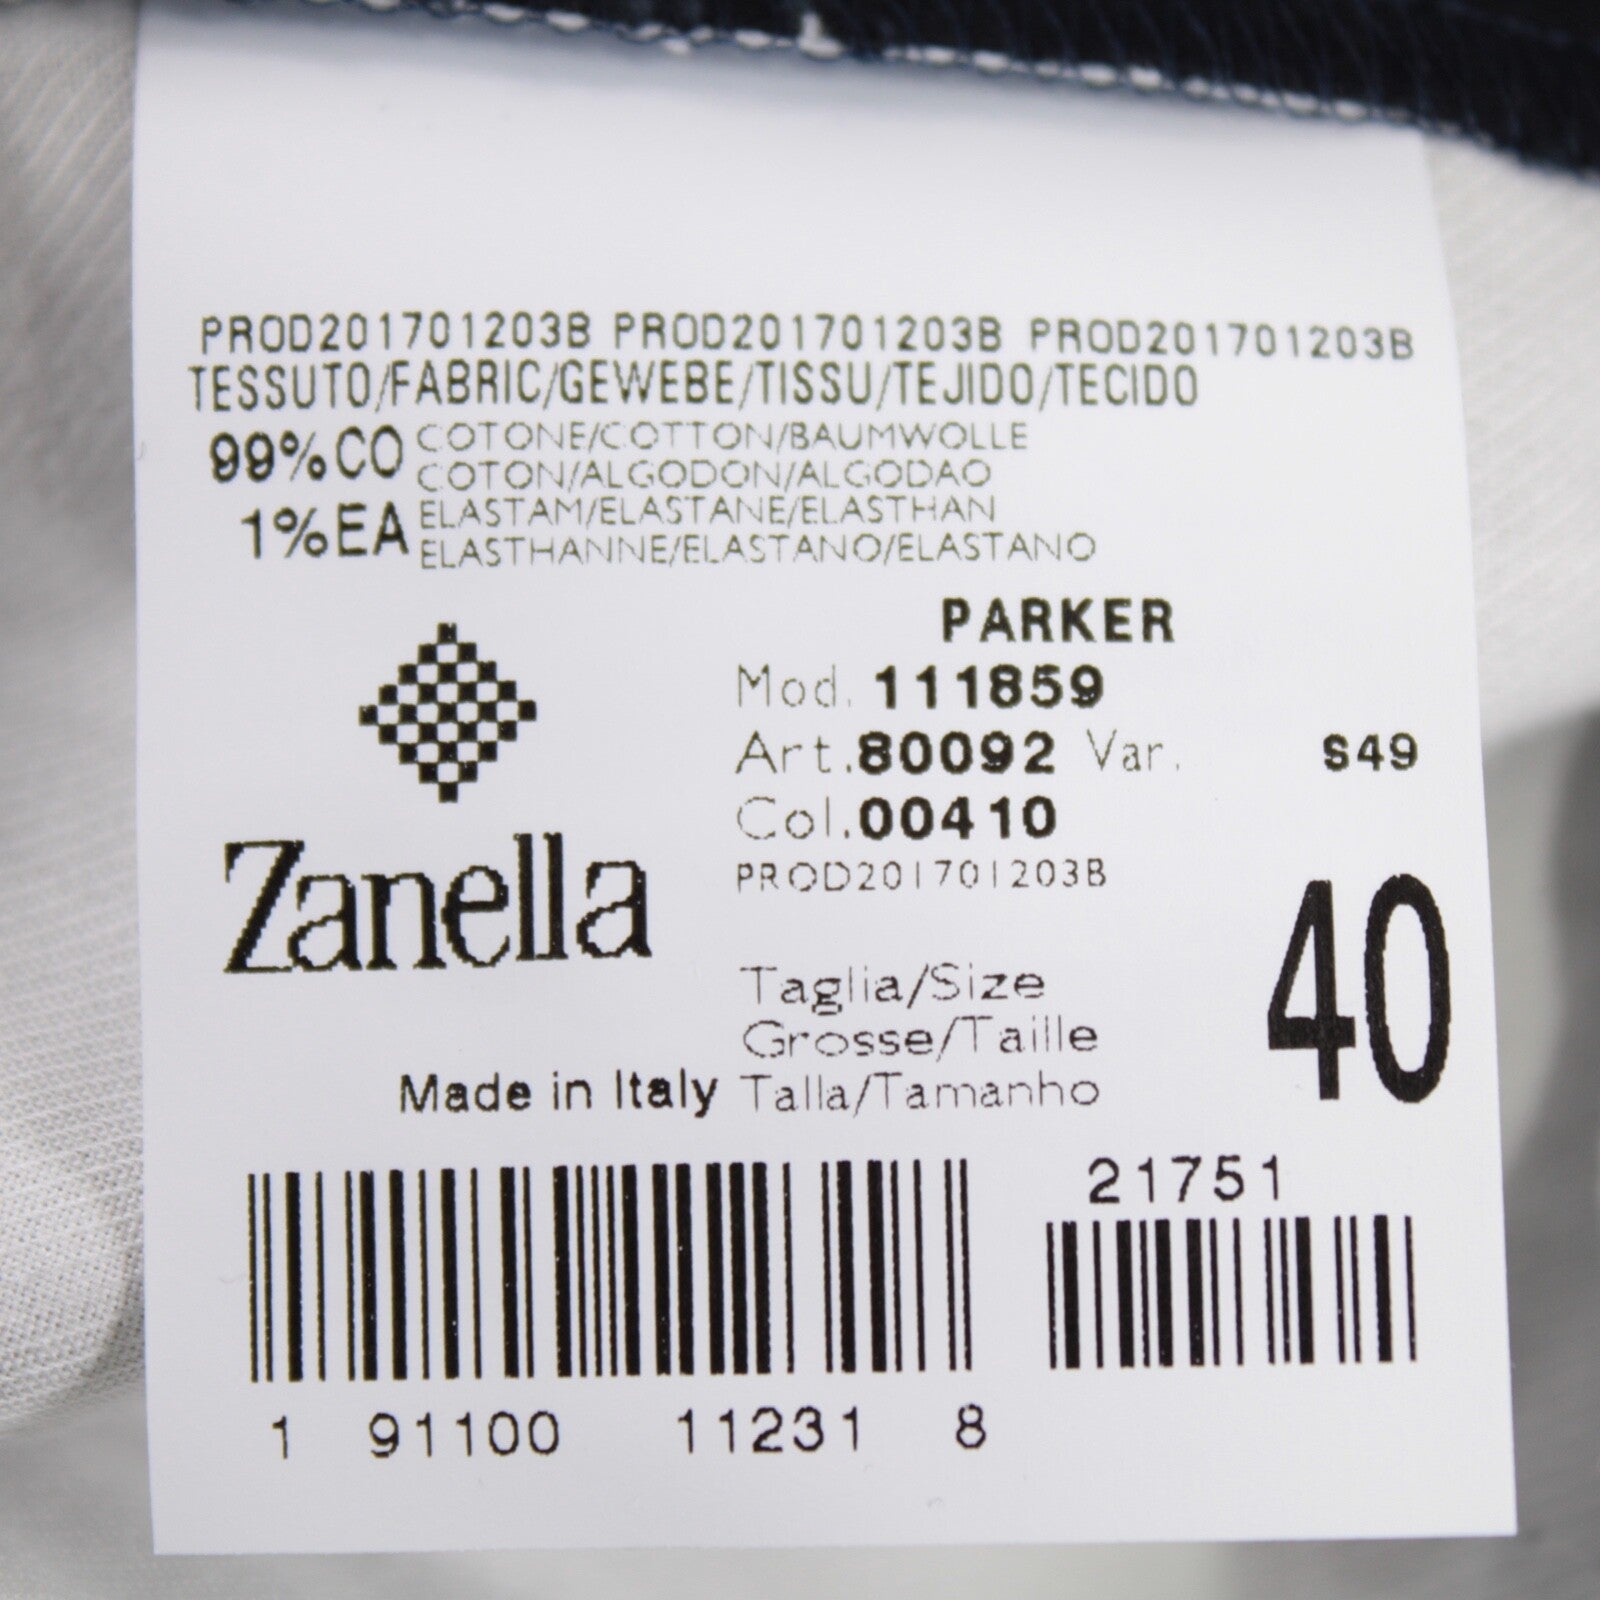 PROD201701203B PROD201701203B PROD201701203B
TESSUTO/FABRIC/GEWEBE/TISSU/TEJIDO/TECIDO
99%CO COTONE/COTTON/BAUMWOLLE
COTON/ALGODON/ALGODAO
1%EA ELASTAM/ELASTANE/ELASTHAN
ELASTHANNE/ELASTANO/ELASTANO
PARKER
Mod. 111859
Art.80092 Var. S49
Col.00410
PROD201701203B
Zanella
40
Taglia/Size
Grosse/Taille
Made in Italy Talla/Tamanho
21751
1 91100 11231 8